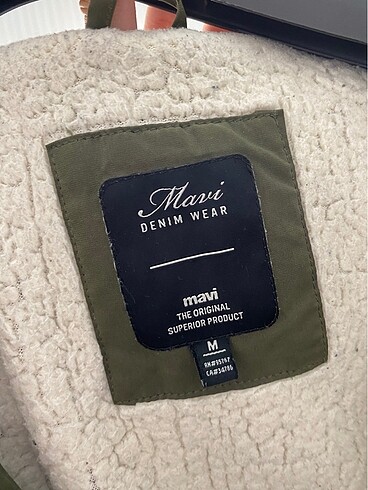 Mavi
DENIM WEAR
mavi
THE ORIGINAL
SUPERIOR PRODUCT
M